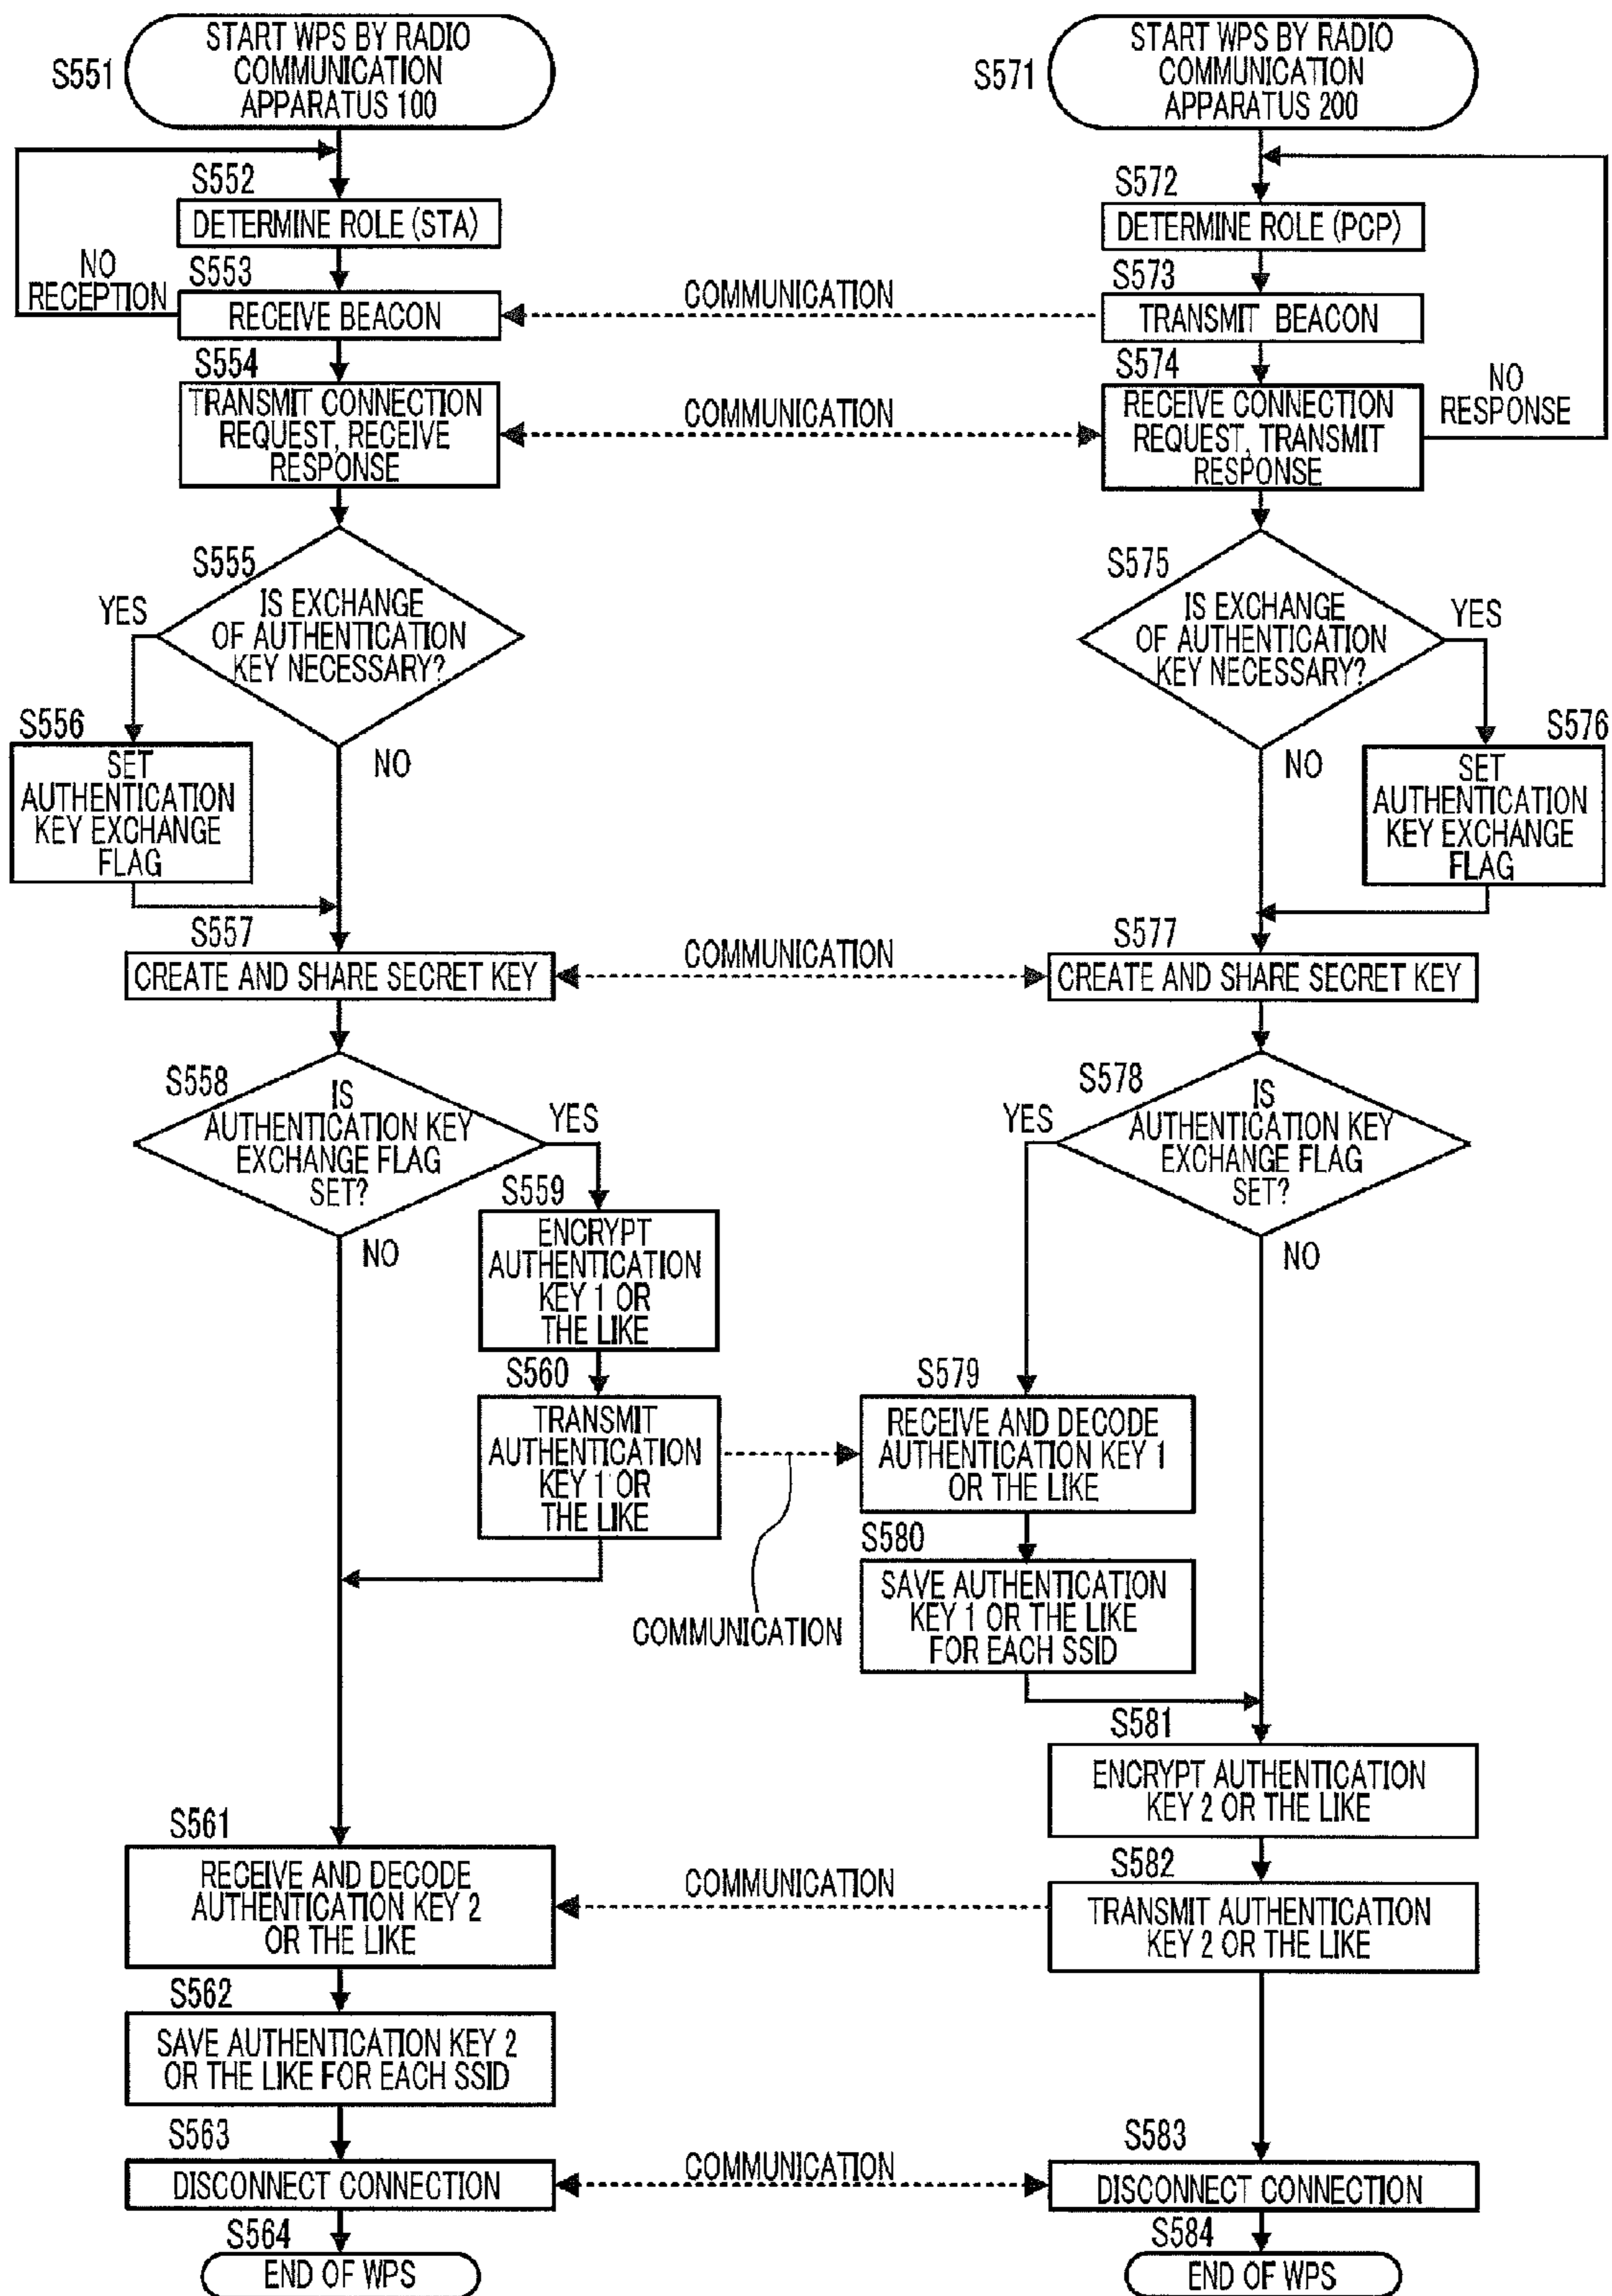 S551
START WPS BY RADIO
COMMUNICATION
APPARATUS 100
S552
DETERMINE ROLE (STA)
NO
RECEPTION
S553
RECEIVE BEACON
S554
TRANSMIT CONNECTION
REQUEST, RECEIVE
RESPONSE
S555
IS EXCHANGE
OF AUTHENTICATION
KEY NECESSARY?
YES
NO
S556
SET
AUTHENTICATION
KEY EXCHANGE
FLAG
S557
CREATE AND SHARE SECRET KEY
S558
IS
AUTHENTICATION KEY
EXCHANGE FLAG
SET?
YES
NO
S559
ENCRYPT
AUTHENTICATION
KEY 1 OR
THE LIKE
S560
TRANSMIT
AUTHENTICATION
KEY 1 OR
THE LIKE
S561
RECEIVE AND DECODE
AUTHENTICATION KEY 2
OR THE LIKE
S562
SAVE AUTHENTICATION KEY 2
OR THE LIKE FOR EACH SSID
S563
DISCONNECT CONNECTION
S564
END OF WPS
COMMUNICATION
COMMUNICATION
COMMUNICATION
COMMUNICATION
COMMUNICATION
COMMUNICATION
S571
START WPS BY RADIO
COMMUNICATION
APPARATUS 200
S572
DETERMINE ROLE (PCP)
S573
TRANSMIT BEACON
S574
RECEIVE CONNECTION
REQUEST, TRANSMIT
RESPONSE
NO
RESPONSE
S575
IS EXCHANGE
OF AUTHENTICATION
KEY NECESSARY?
YES
NO
S576
SET
AUTHENTICATION
KEY EXCHANGE
FLAG
S577
CREATE AND SHARE SECRET KEY
S578
IS
AUTHENTICATION KEY
EXCHANGE FLAG
SET?
YES
NO
S579
RECEIVE AND DECODE
AUTHENTICATION KEY 1
OR THE LIKE
S580
SAVE AUTHENTICATION
KEY 1 OR THE LIKE
FOR EACH SSID
S581
ENCRYPT AUTHENTICATION
KEY 2 OR THE LIKE
S582
TRANSMIT AUTHENTICATION
KEY 2 OR THE LIKE
S583
DISCONNECT CONNECTION
S584
END OF WPS